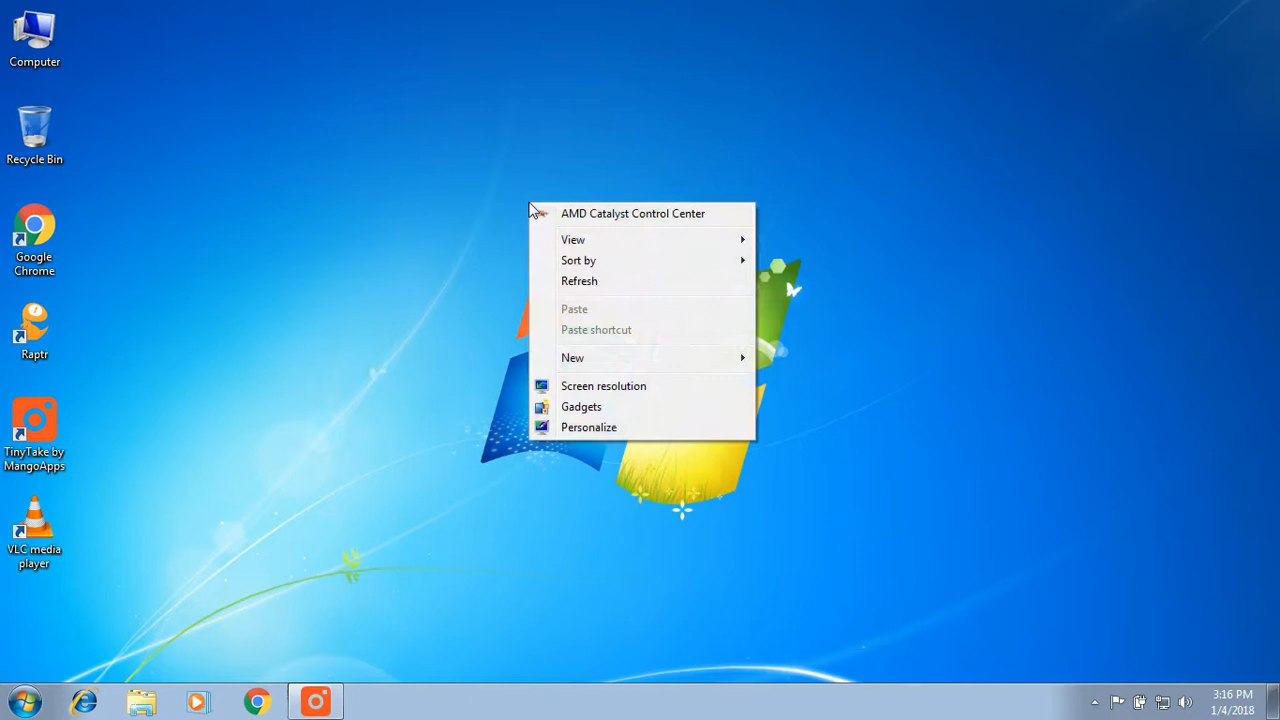 Computer
Recycle Bin
Google
Chrome
Raptr
TinyTake by
MangoApps
VLC media
player
AMD Catalyst Control Center
View
Sort by
Refresh
Paste
Paste shortcut
New
Screen resolution
Gadgets
Personalize
3:16 PM
1/4/2018